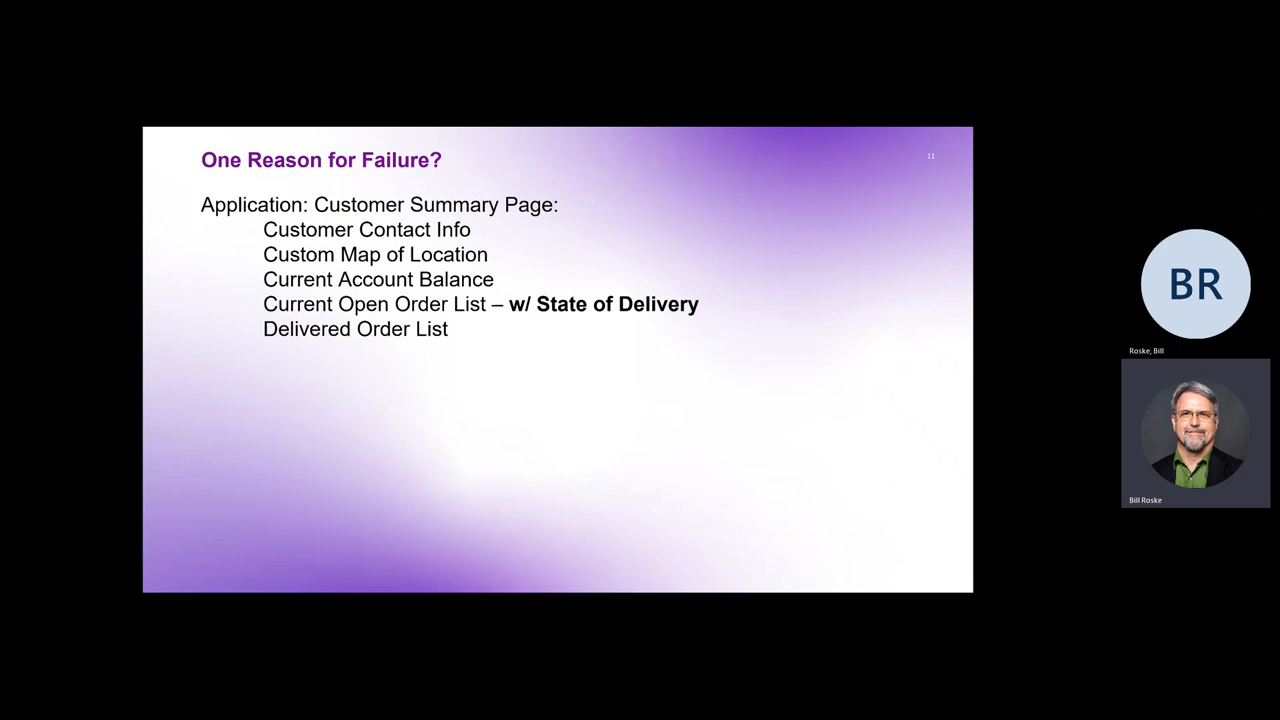 One Reason for Failure?
11
Application: Customer Summary Page:
Customer Contact Info
Custom Map of Location
Current Account Balance
Current Open Order List – w/ State of Delivery
Delivered Order List
BR
Roske, Bill
Bill Roske